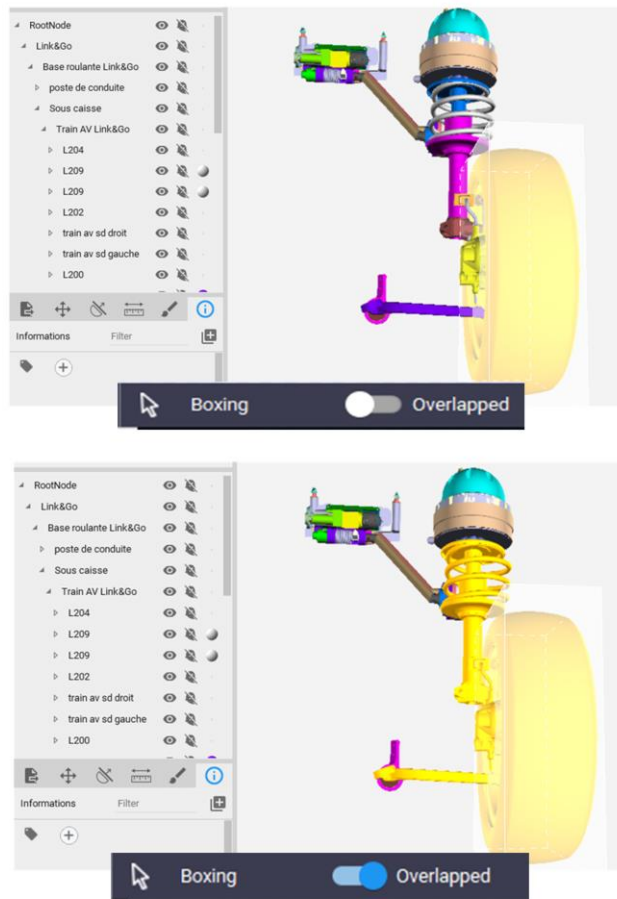 RootNode
Link&Go
Base roulante Link&Go
poste de conduite
Sous caisse
Train AV Link&Go
L204
L209
L209
L202
train av sd droit
train av sd gauche
L200
Informations Filter
Boxing Overlapped
RootNode
Link&Go
Base roulante Link&Go
poste de conduite
Sous caisse
Train AV Link&Go
L204
L209
L209
L202
train av sd droit
train av sd gauche
L200
Informations Filter
Boxing Overlapped